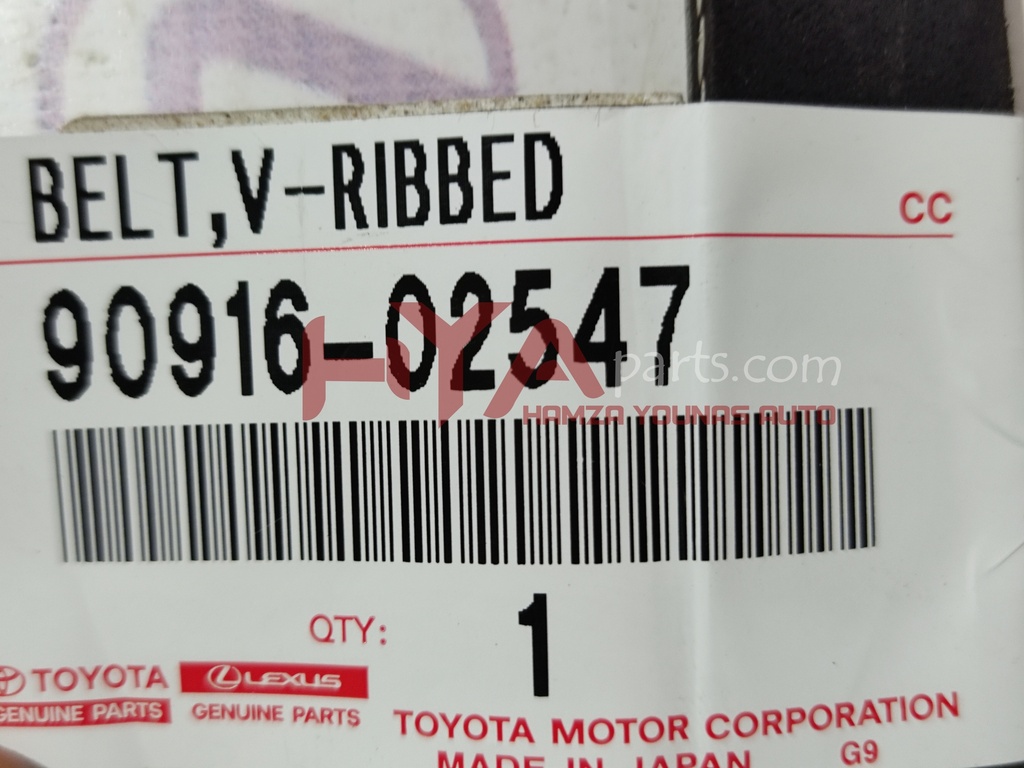 BELT,V-RIBBED
CC
90916-02547
HYA parts.com
HAMZA YOUNAS AUTO
QTY: 1
TOYOTA LEXUS
GENUINE PARTS GENUINE PARTS
TOYOTA MOTOR CORPORATION
MADE IN JAPAN G9